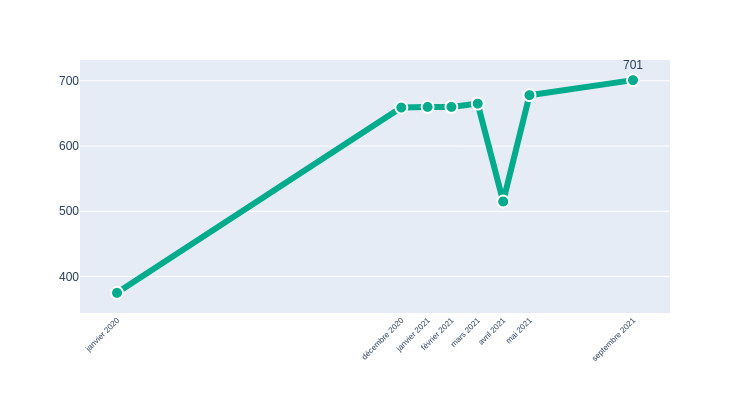 701
700
600
500
400
janvier 2020
décembre 2020
janvier 2021
février 2021
mars 2021
avril 2021
mai 2021
septembre 2021